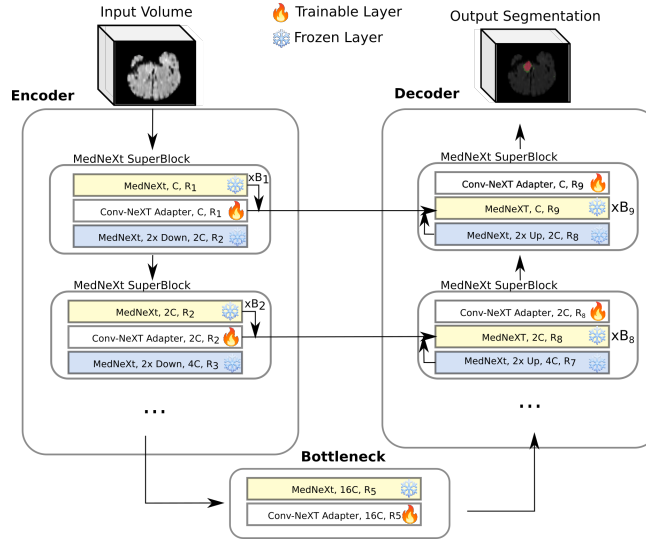 Input Volume
Trainable Layer
Frozen Layer
Output Segmentation
Encoder
MedNeXt SuperBlock
MedNeXt, C, R1
xB1
Conv-NeXT Adapter, C, R1
MedNeXt, 2x Down, 2C, R2
MedNeXt SuperBlock
MedNeXt, 2C, R2
xB2
Conv-NeXT Adapter, 2C, R2
MedNeXt, 2x Down, 4C, R3
...
Bottleneck
MedNeXt, 16C, R5
Conv-NeXT Adapter, 16C, R5
Decoder
MedNeXt SuperBlock
Conv-NeXT Adapter, C, R9
MedNeXT, C, R9
xB9
MedNeXt, 2x Up, 2C, R8
MedNeXt SuperBlock
Conv-NeXT Adapter, 2C, R8
MedNeXT, 2C, R8
xB8
MedNeXt, 2x Up, 4C, R7
...